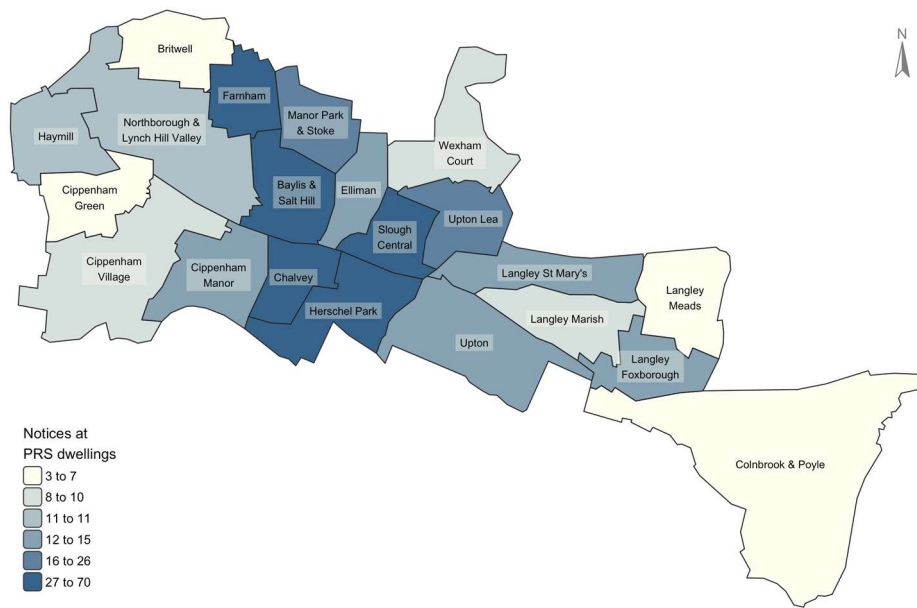 N
Britwell
Farnham
Manor Park
& Stoke
Northborough &
Lynch Hill Valley
Haymill
Wexham
Court
Cippenham
Green
Baylis &
Salt Hill
Elliman
Slough
Central
Upton Lea
Cippenham
Village
Cippenham
Manor
Chalvey
Langley St Mary's
Langley
Meads
Herschel Park
Langley Marish
Upton
Langley
Foxborough
Colnbrook & Poyle
Notices at
PRS dwellings
3 to 7
8 to 10
11 to 11
12 to 15
16 to 26
27 to 70